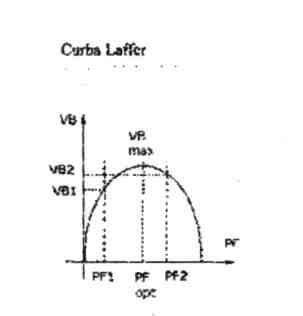 Curba Laffer
VB
VB
max
VB2
VB1
PF
PF1 PF PF2
opt